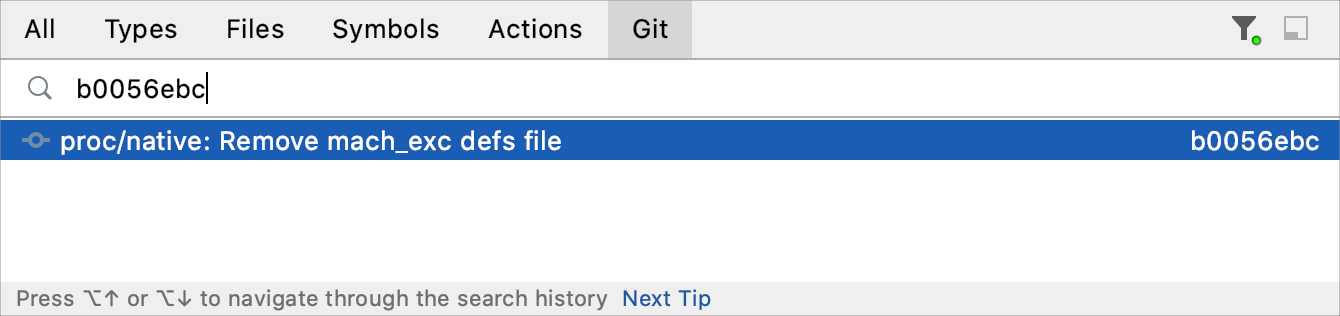 All Types Files Symbols Actions Git
b0056ebc
proc/native: Remove mach_exc defs file b0056ebc
Press ⌥↑ or ⌥↓ to navigate through the search history Next Tip